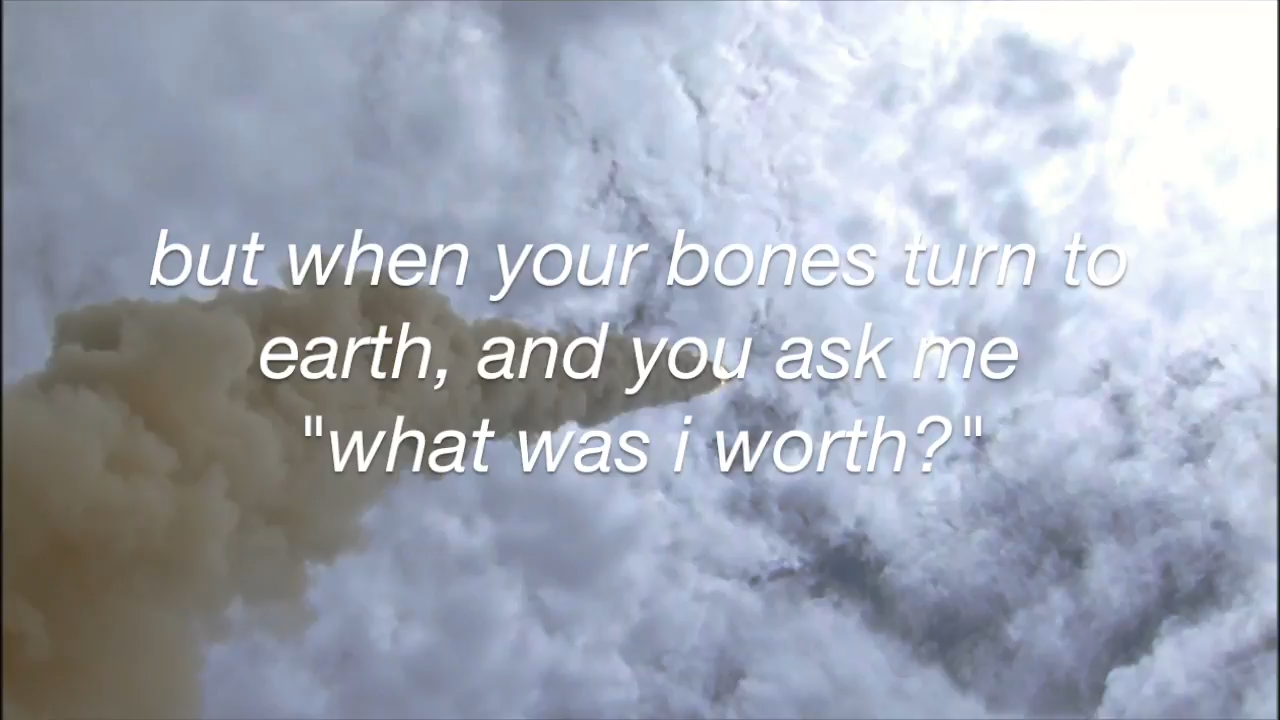 but when your bones turn to
earth, and you ask me
"what was i worth?"